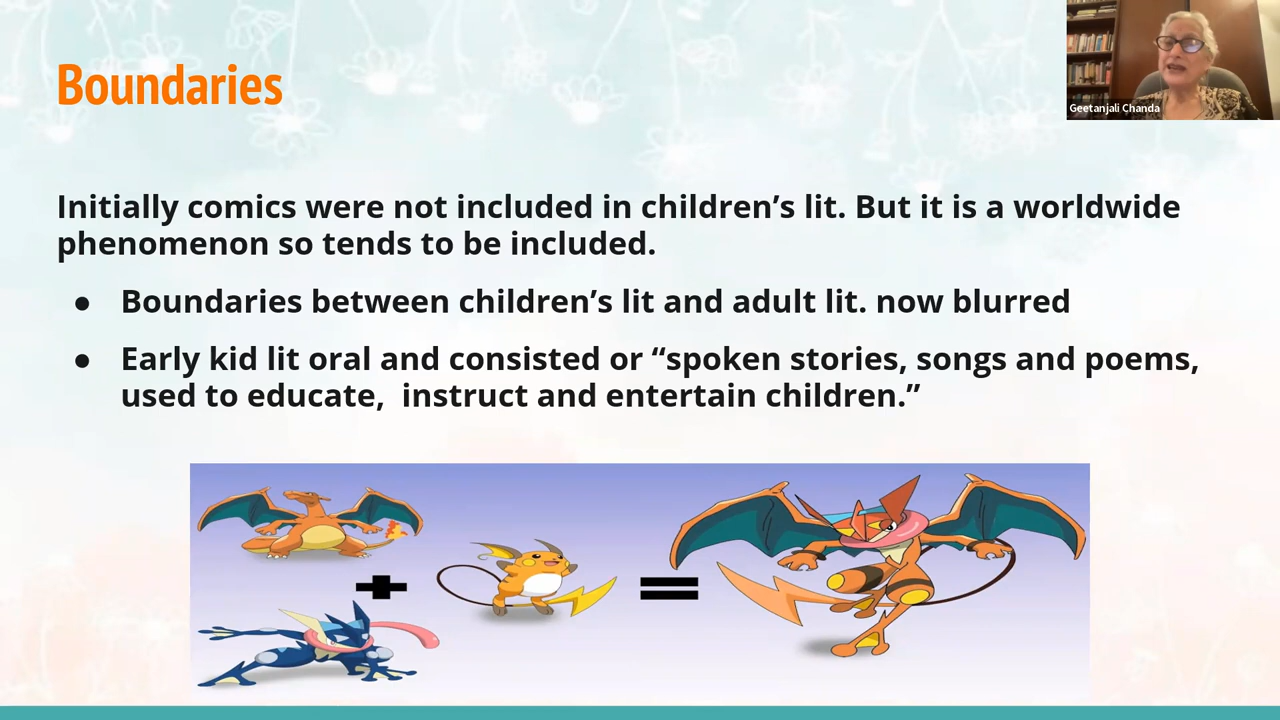 Boundaries
Geetanjali Chanda
Initially comics were not included in children’s lit. But it is a worldwide
phenomenon so tends to be included.
● Boundaries between children’s lit and adult lit. now blurred
● Early kid lit oral and consisted or “spoken stories, songs and poems,
used to educate,  instruct and entertain children.”